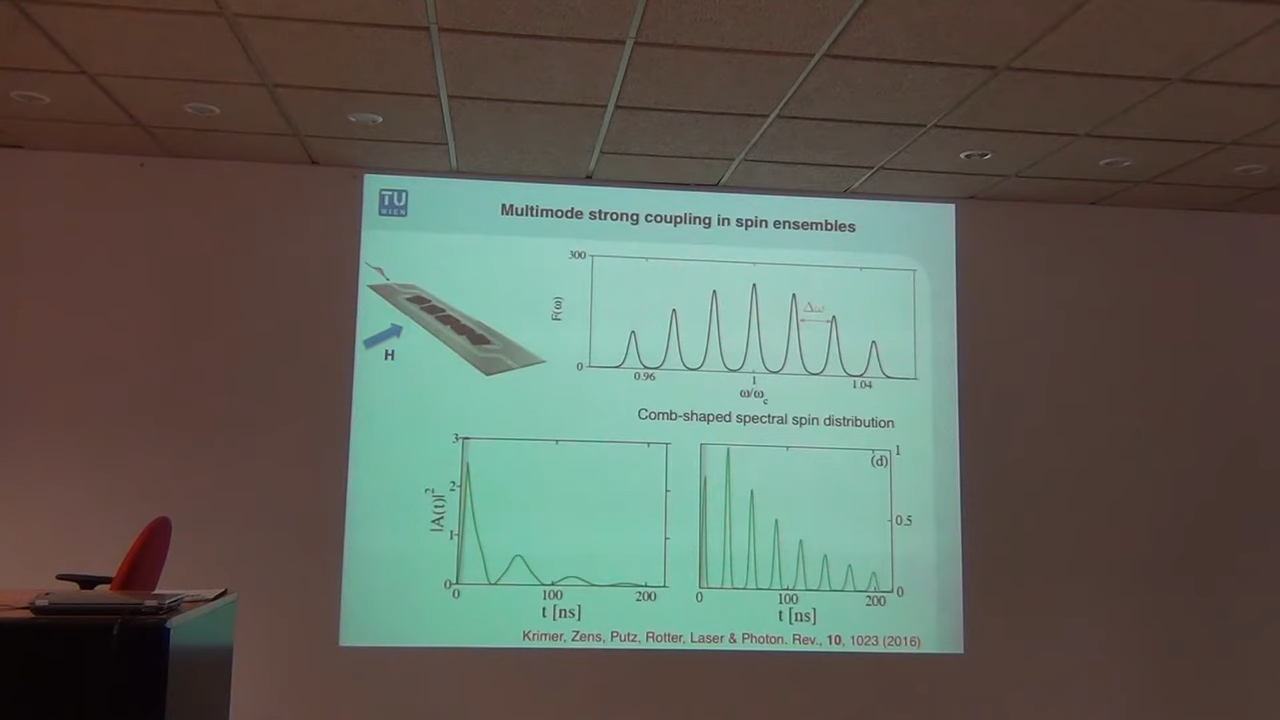 TU
WIEN
Multimode strong coupling in spin ensembles
H
300
F(ω)
Δω
0
0.96
1
1.04
ω/ω_c
Comb-shaped spectral spin distribution
3
2
1
0
|A(t)|²
0
100
200
t [ns]
(d)
1
0.5
0
0
100
200
t [ns]
Krimer, Zens, Putz, Rotter, Laser & Photon. Rev., 10, 1023 (2016)